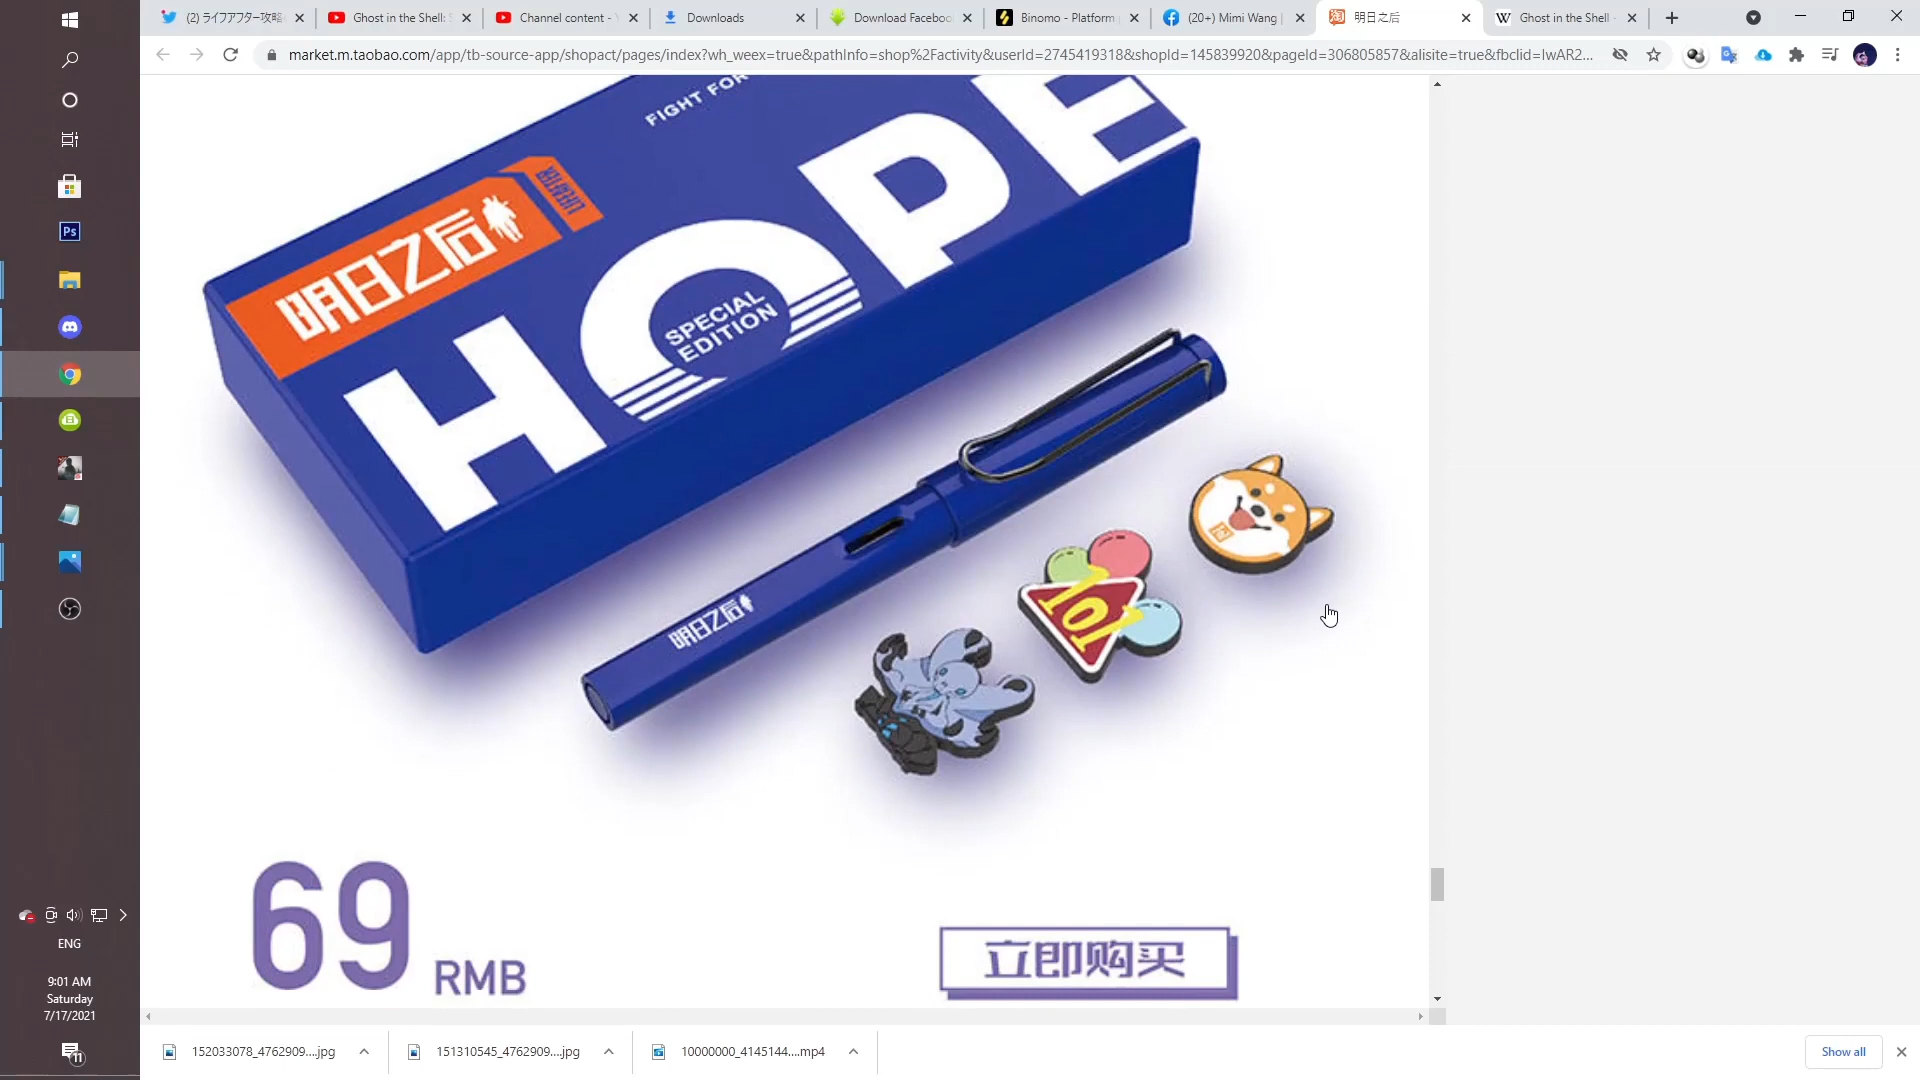 (2) ライフアフター攻略
Ghost in the Shell: S
Channel content - Y
Downloads
Download Faceboo
Binomo - Platform
(20+) Mimi Wang |
明日之后
Ghost in the Shell -
market.m.taobao.com/app/tb-source-app/shopact/pages/index?wh_weex=true&pathInfo=shop%2Factivity&userId=2745419318&shopId=145839920&pageId=306805857&alisite=true&fbclid=IwAR2...
FIGHT FOR
LIFEAFTER
明日之后
HOPE
SPECIAL
EDITION
明日之后
lol
69 RMB
立即购买
Ps
ENG
9:01 AM
Saturday
7/17/2021
11
152033078_4762909....jpg
151310545_4762909....jpg
10000000_4145144....mp4
Show all